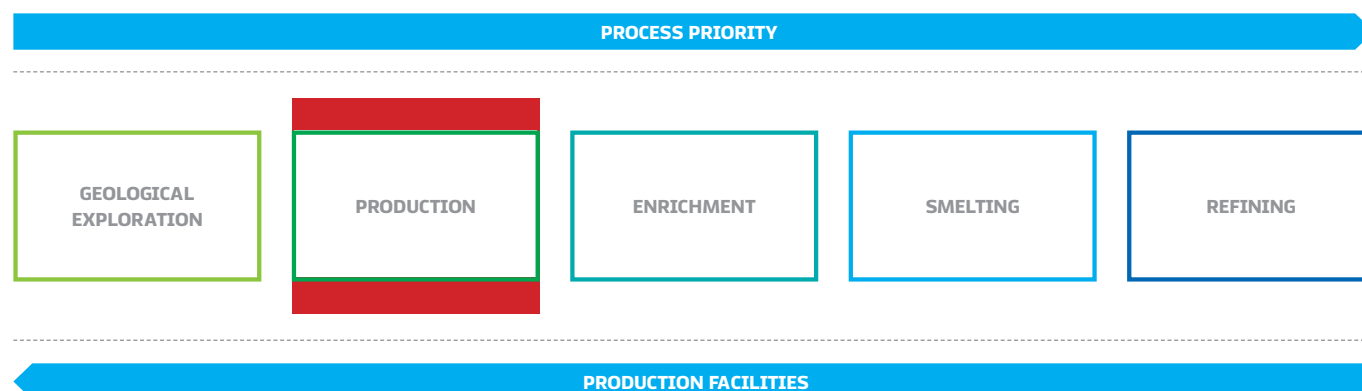 PROCESS PRIORITY
GEOLOGICAL
EXPLORATION
PRODUCTION
ENRICHMENT
SMELTING
REFINING
PRODUCTION FACILITIES